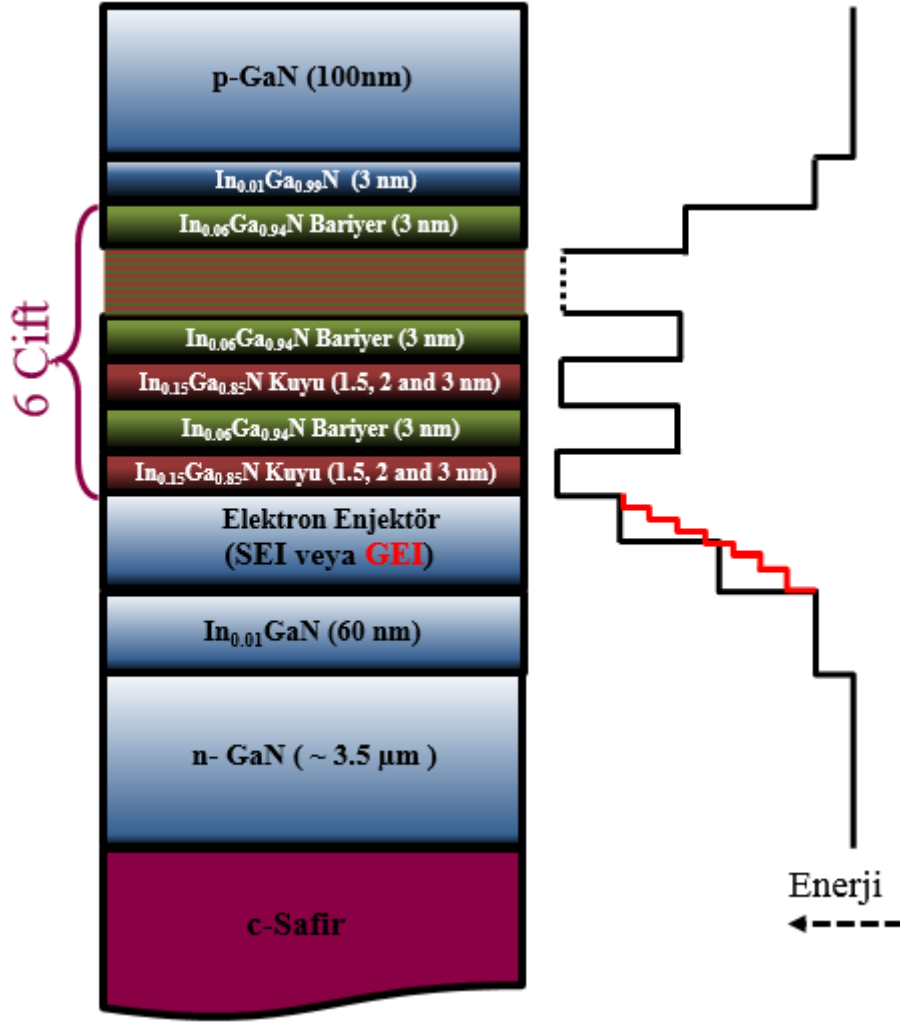 p-GaN (100nm)
In₀.₀₁Ga₀.₉₉N (3 nm)
In₀.₀₆Ga₀.₉₄N Bariyer (3 nm)
6 Çift
In₀.₀₆Ga₀.₉₄N Bariyer (3 nm)
In₀.₁₅Ga₀.₈₅N Kuyu (1.5, 2 and 3 nm)
In₀.₀₆Ga₀.₉₄N Bariyer (3 nm)
In₀.₁₅Ga₀.₈₅N Kuyu (1.5, 2 and 3 nm)
Elektron Enjektör
(SEI veya GEI)
In₀.₀₁GaN (60 nm)
n- GaN ( ~ 3.5 µm )
Enerji
c-Safir